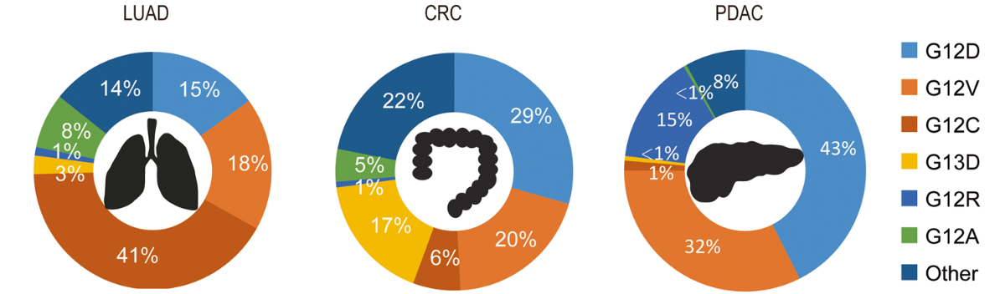 LUAD
14%
15%
18%
41%
3%
1%
8%
CRC
22%
29%
20%
6%
17%
1%
5%
PDAC
8%
<1%
15%
<1%
1%
32%
43%
G12D
G12V
G12C
G13D
G12R
G12A
Other